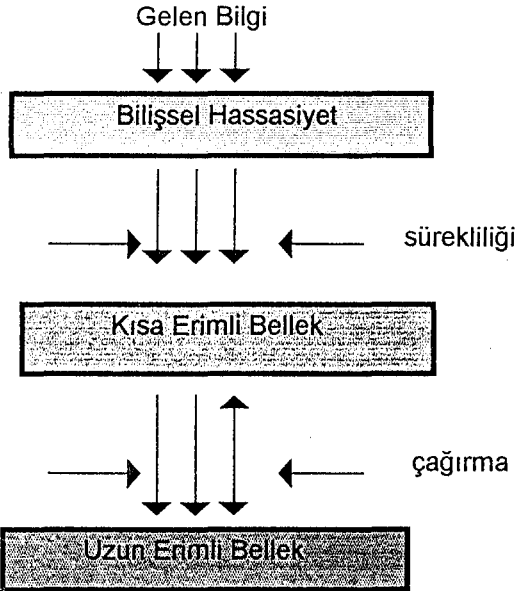 Gelen Bilgi
Bilişsel Hassasiyet
sürekliliği
Kısa Erimli Bellek
çağırma
Uzun Erimli Bellek